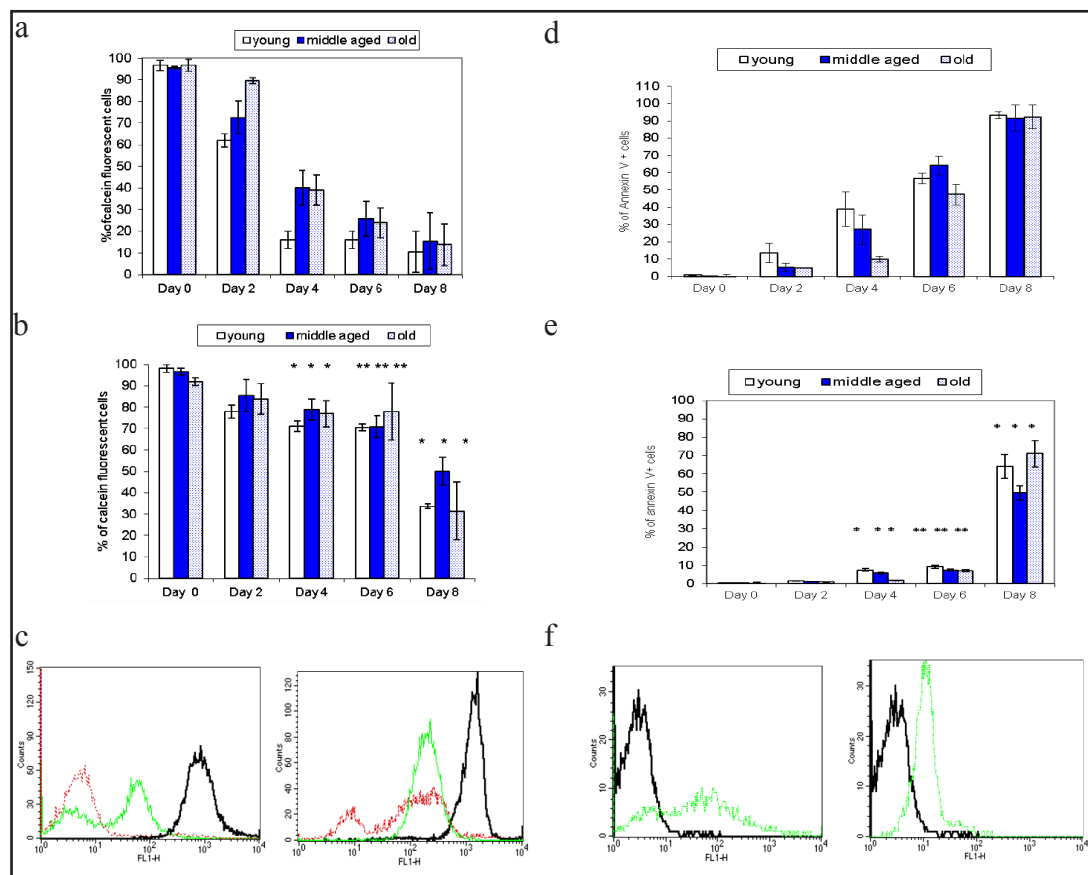 a
young middle aged old
%ofcalcein fluorescent cells
100
90
80
70
60
50
40
30
20
10
0
Day 0 Day 2 Day 4 Day 6 Day 8
b
young middle aged old
% of calcein fluorescent cells
100
90
80
70
60
50
40
30
20
10
0
* * * ** ** **
* * *
Day 0 Day 2 Day 4 Day 6 Day 8
c
Counts
150
120
90
60
30
0
10^0 10^1 10^2 10^3 10^4
FL1-H
Counts
120
100
80
60
40
20
0
10^0 10^1 10^2 10^3 10^4
FL1-H
d
young middle aged old
% of Annexin V + cells
110
100
90
80
70
60
50
40
30
20
10
0
Day 0 Day 2 Day 4 Day 6 Day 8
e
young middle aged old
% of annexin V+ cells
100
90
80
70
60
50
40
30
20
10
0
* * *
* * * ** ** **
Day 0 Day 2 Day 4 Day 6 Day 8
f
Counts
30
20
10
0
10^0 10^1 10^2 10^3 10^4
FL1-H
Counts
30
20
10
0
10^0 10^1 10^2 10^3 10^4
FL1-H